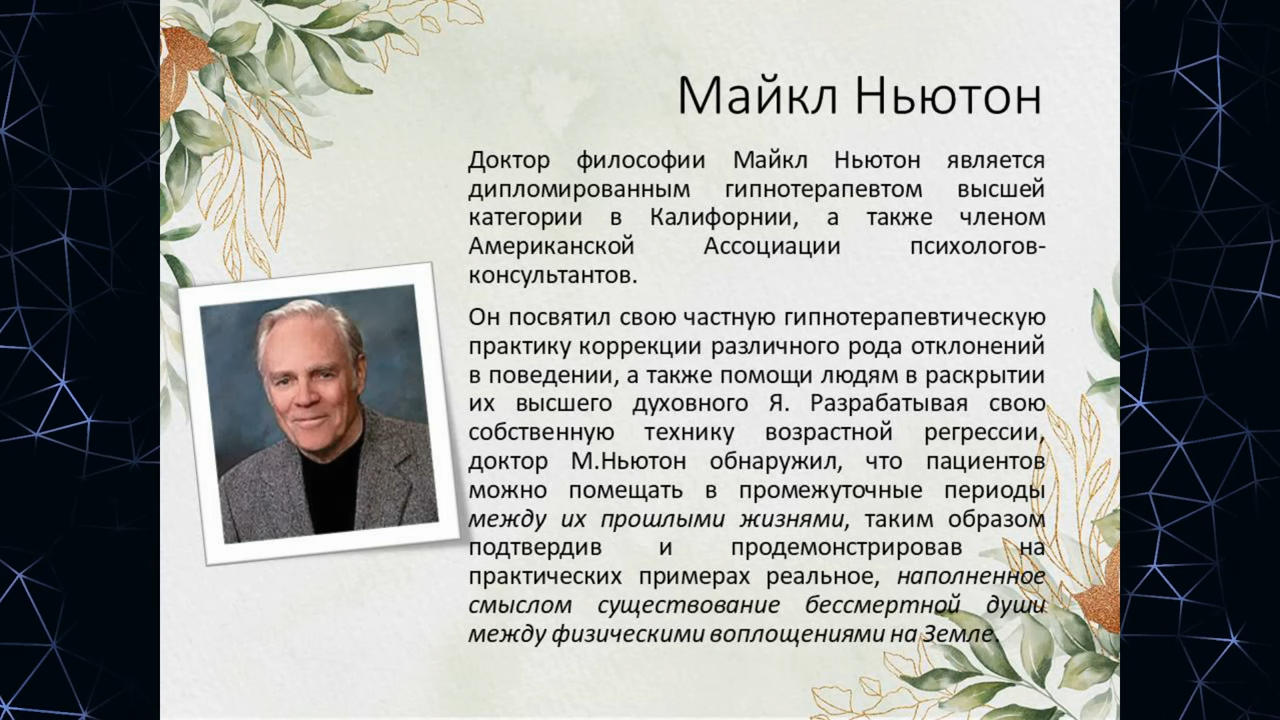 Майкл Ньютон
Доктор философии Майкл Ньютон является
дипломированным гипнотерапевтом высшей
категории в Калифорнии, а также членом
Американской Ассоциации психологов-
консультантов.
Он посвятил свою частную гипнотерапевтическую
практику коррекции различного рода отклонений
в поведении, а также помощи людям в раскрытии
их высшего духовного Я. Разрабатывая свою
собственную технику возрастной регрессии,
доктор М.Ньютон обнаружил, что пациентов
можно помещать в промежуточные периоды
между их прошлыми жизнями, таким образом
подтвердив и продемонстрировав на
практических примерах реальное, наполненное
смыслом существование бессмертной души
между физическими воплощениями на Земле.